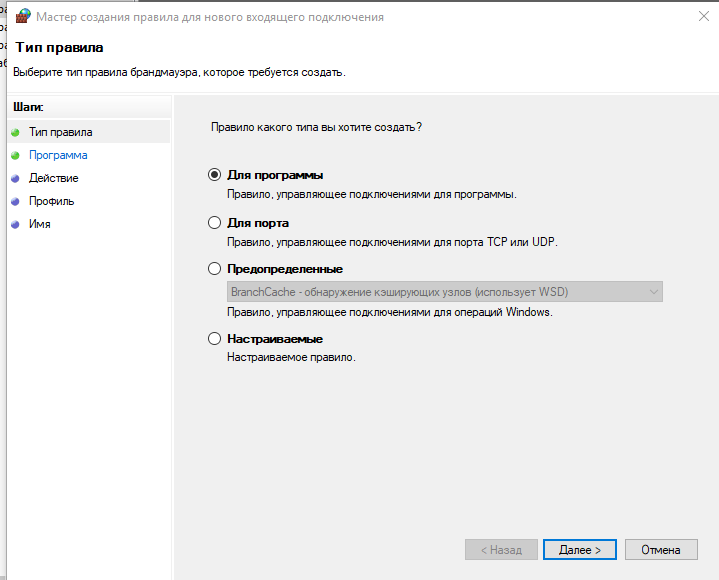 Мастер создания правила для нового входящего подключения
Тип правила
Выберите тип правила брандмауэра, которое требуется создать.
Шаги:
Тип правила
Программа
Действие
Профиль
Имя
Правило какого типа вы хотите создать?
Для программы
Правило, управляющее подключениями для программы.
Для порта
Правило, управляющее подключениями для порта TCP или UDP.
Предопределенные
BranchCache - обнаружение кэширующих узлов (использует WSD)
Правило, управляющее подключениями для операций Windows.
Настраиваемые
Настраиваемое правило.
< Назад
Далее >
Отмена